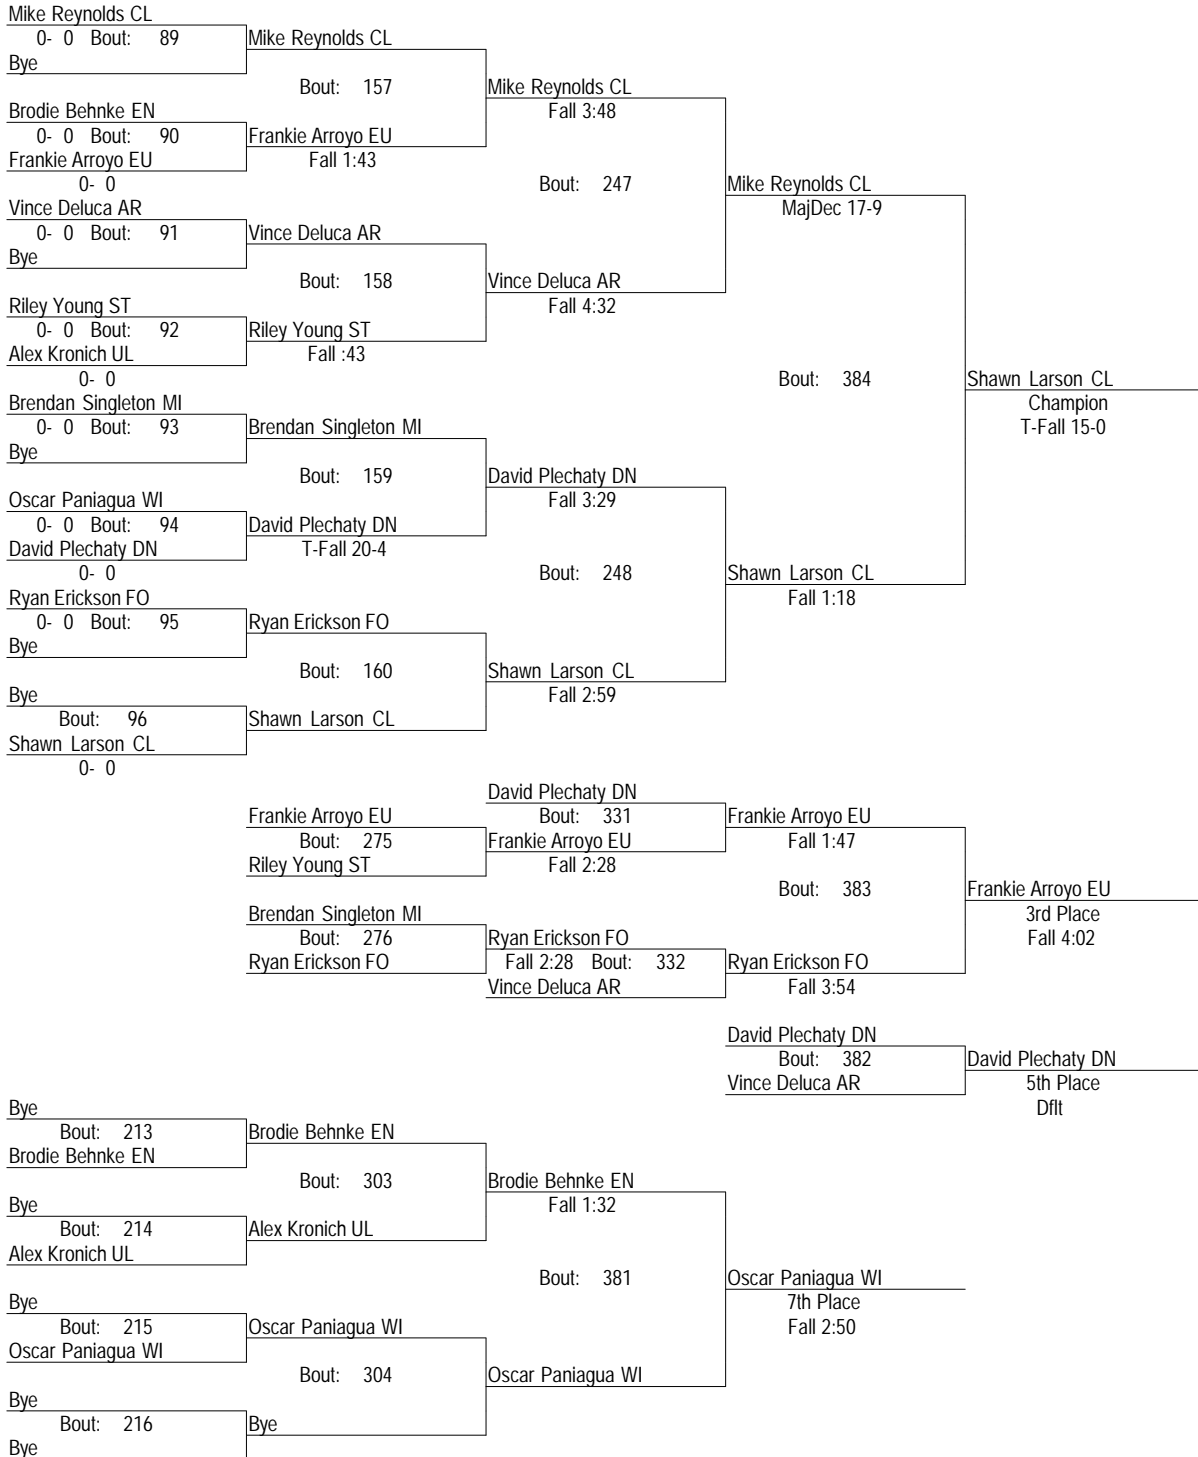 Mike Reynolds CL
0- 0 Bout: 89 Mike Reynolds CL
Bye
Bout: 157 Mike Reynolds CL
Brodie Behnke EN Fall 3:48
0- 0 Bout: 90 Frankie Arroyo EU
Frankie Arroyo EU Fall 1:43
0- 0 Bout: 247 Mike Reynolds CL
Vince Deluca AR MajDec 17-9
0- 0 Bout: 91 Vince Deluca AR
Bye
Bout: 158 Vince Deluca AR
Riley Young ST Fall 4:32
0- 0 Bout: 92 Riley Young ST
Alex Kronich UL Fall :43
0- 0 Bout: 384 Shawn Larson CL
Brendan Singleton MI Champion
0- 0 Bout: 93 Brendan Singleton MI T-Fall 15-0
Bye
Bout: 159 David Plechaty DN
Oscar Paniagua WI Fall 3:29
0- 0 Bout: 94 David Plechaty DN
David Plechaty DN T-Fall 20-4
0- 0 Bout: 248 Shawn Larson CL
Ryan Erickson FO Fall 1:18
0- 0 Bout: 95 Ryan Erickson FO
Bye
Bout: 160 Shawn Larson CL
Bye Fall 2:59
Bout: 96 Shawn Larson CL
Shawn Larson CL
0- 0
David Plechaty DN
Frankie Arroyo EU Bout: 331 Frankie Arroyo EU
Bout: 275 Frankie Arroyo EU Fall 1:47
Riley Young ST Fall 2:28
Bout: 383 Frankie Arroyo EU
Brendan Singleton MI 3rd Place
Bout: 276 Ryan Erickson FO Fall 4:02
Ryan Erickson FO Fall 2:28 Bout: 332 Ryan Erickson FO
Vince Deluca AR Fall 3:54
David Plechaty DN
Bout: 382 David Plechaty DN
Vince Deluca AR 5th Place
Bye Dflt
Bout: 213 Brodie Behnke EN
Brodie Behnke EN
Bout: 303 Brodie Behnke EN
Bye Fall 1:32
Bout: 214 Alex Kronich UL
Alex Kronich UL
Bout: 381 Oscar Paniagua WI
Bye 7th Place
Bout: 215 Oscar Paniagua WI Fall 2:50
Oscar Paniagua WI
Bout: 304 Oscar Paniagua WI
Bye
Bout: 216 Bye
Bye